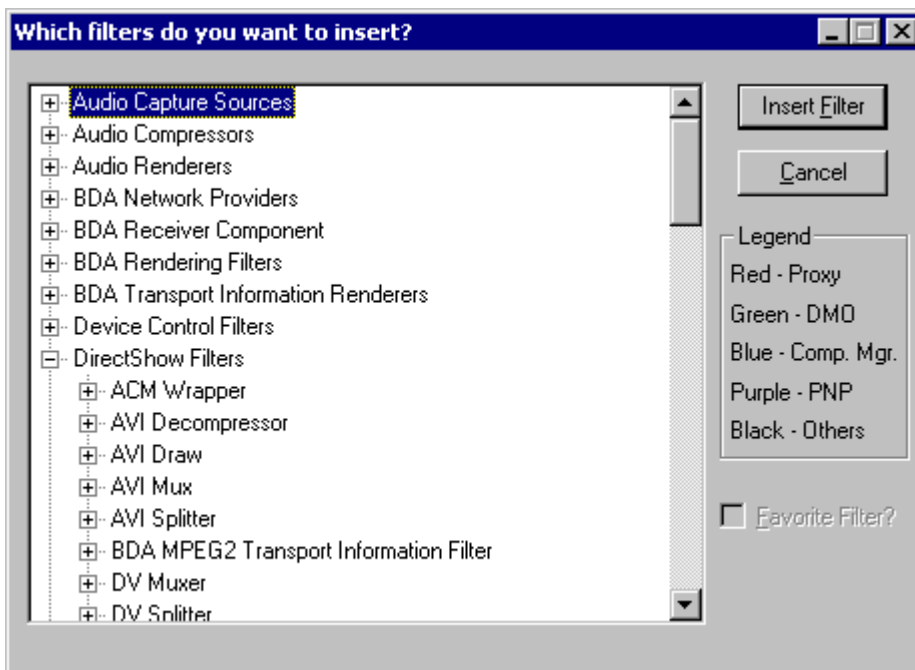 Which filters do you want to insert?
Audio Capture Sources
Audio Compressors
Audio Renderers
BDA Network Providers
BDA Receiver Component
BDA Rendering Filters
BDA Transport Information Renderers
Device Control Filters
DirectShow Filters
ACM Wrapper
AVI Decompressor
AVI Draw
AVI Mux
AVI Splitter
BDA MPEG2 Transport Information Filter
DV Muxer
DV Splitter
Insert Filter
Cancel
Legend
Red - Proxy
Green - DMO
Blue - Comp. Mgr.
Purple - PNP
Black - Others
Favorite Filter?